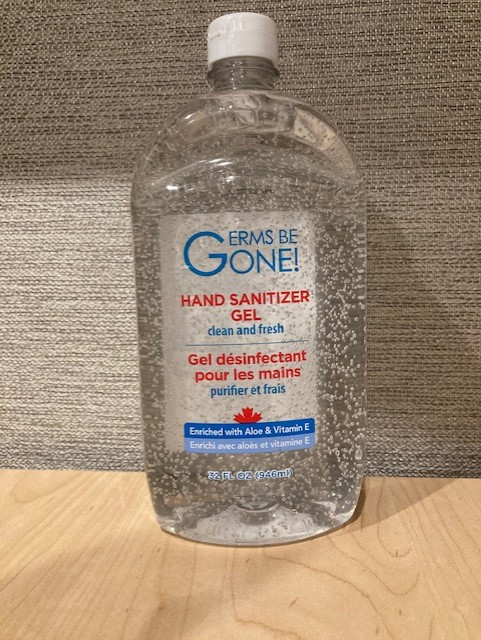 GERMS BE
GONE!
HAND SANITIZER
GEL
clean and fresh
Gel désinfectant
pour les mains
purifier et frais
Enriched with Aloe & Vitamin E
Enrichi avec aloès et vitamine E
32 FL OZ (946ml)